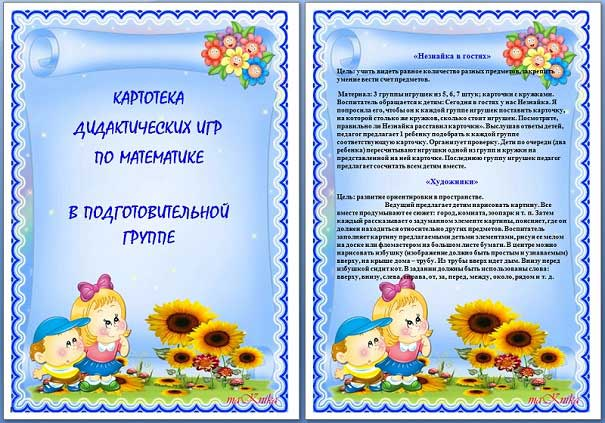 КАРТОТЕКА
ДИДАКТИЧЕСКИХ ИГР
ПО МАТЕМАТИКЕ
В ПОДГОТОВИТЕЛЬНОЙ
ГРУППЕ
maKnika
«Незнайка в гостях»
Цель: учить видеть равное количество разных предметов, закрепить
умение вести счет предметов.
Материал: 3 группы игрушек из 5, 6, 7 штук; карточки с кружками.
Воспитатель обращается к детям: Сегодня в гостях у нас Незнайка. Я
попросила его, чтобы он к каждой группе игрушек поставить карточку,
на которой столько же кружков, сколько стоит игрушек. Посмотрите,
правильно ли Незнайка расставил карточки». Выслушав ответы детей,
педагог предлагает 1 ребенку подобрать к каждой группе
соответствующую карточку. Организует проверку. Дети по очереди (два
ребенка) пересчитывают игрушки одной из групп и кружки на
представленной на ней карточке. Последнюю группу игрушек педагог
предлагает сосчитать всем детям вместе.
«Художники»
Цель: развитие ориентировки в пространстве.
Ведущий предлагает детям нарисовать картину. Все
вместе продумывают ее сюжет: город, комната, зоопарк и т. п. Затем
каждый рассказывает о задуманном элементе картины, поясняет, где он
должен находиться относительно других предметов. Воспитатель
заполняет картину предлагаемыми детьми элементами, рисуя ее мелом
на доске или фломастером на большом листе бумаги. В центре можно
нарисовать избушку (изображение должно быть простым и узнаваемым)
вверху, на крыше дома – трубу. Из трубы вверх идет дым. Внизу перед
избушкой сидит кот. В задании должны быть использованы слова:
вверху, внизу, слева, справа, от, за, перед, между, около, рядом и т. д.
maKnika